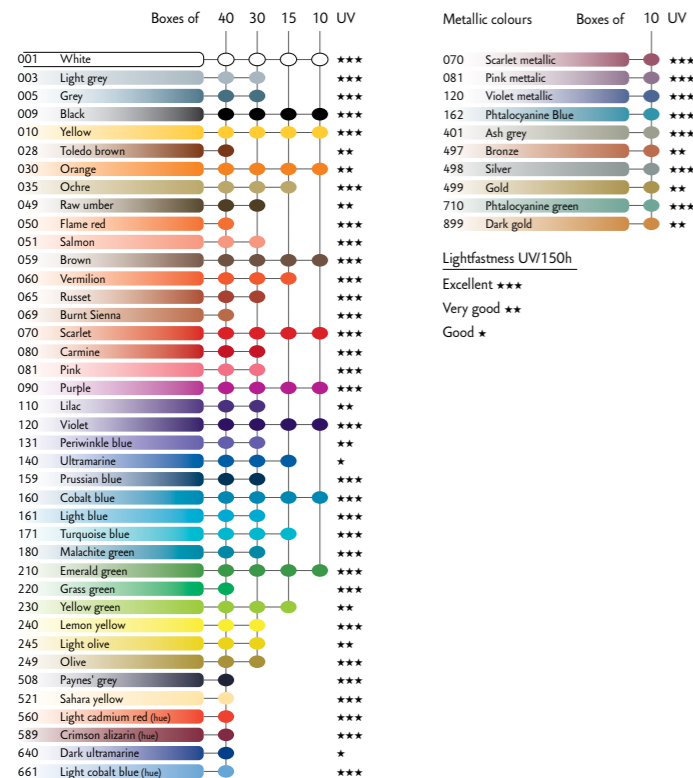 Boxes of 40 30 15 10 UV
001 White ★★★
003 Light grey ★★★
005 Grey ★★★
009 Black ★★★
010 Yellow ★★★
028 Toledo brown ★★
030 Orange ★★
035 Ochre ★★★
049 Raw umber ★★
050 Flame red ★★★
051 Salmon ★★★
059 Brown ★★★
060 Vermilion ★★★
065 Russet ★★★
069 Burnt Sienna ★★★
070 Scarlet ★★★
080 Carmine ★★★
081 Pink ★★★
090 Purple ★★★
110 Lilac ★★
120 Violet ★★★
131 Periwinkle blue ★★
140 Ultramarine ★
159 Prussian blue ★★★
160 Cobalt blue ★★★
161 Light blue ★★★
171 Turquoise blue ★★★
180 Malachite green ★★★
210 Emerald green ★★★
220 Grass green ★★★
230 Yellow green ★★
240 Lemon yellow ★★★
245 Light olive ★★
249 Olive ★★★
508 Paynes' grey ★★★
521 Sahara yellow ★★★
560 Light cadmium red (hue) ★★★
589 Crimson alizarin (hue) ★★★
640 Dark ultramarine ★
661 Light cobalt blue (hue) ★★★
Metallic colours Boxes of 10 UV
070 Scarlet metallic ★★★
081 Pink mettalic ★★★
120 Violet metallic ★★★
162 Phtalocyanine Blue ★★★
401 Ash grey ★★★
497 Bronze ★★
498 Silver ★★★
499 Gold ★★
710 Phtalocyanine green ★★★
899 Dark gold ★★
Lightfastness UV/150h
Excellent ★★★
Very good ★★
Good ★